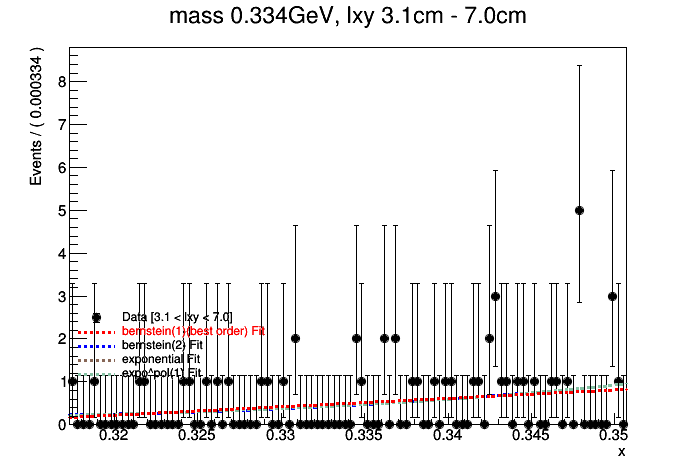 mass 0.334GeV, lxy 3.1cm - 7.0cm
Events / ( 0.000334 )
8
7
6
5
4
3
2
1
0
Data [3.1 < lxy < 7.0]
bernstein(1)(best order) Fit
bernstein(2) Fit
exponential Fit
expo^pol(1) Fit
0.32 0.325 0.33 0.335 0.34 0.345 0.35
x